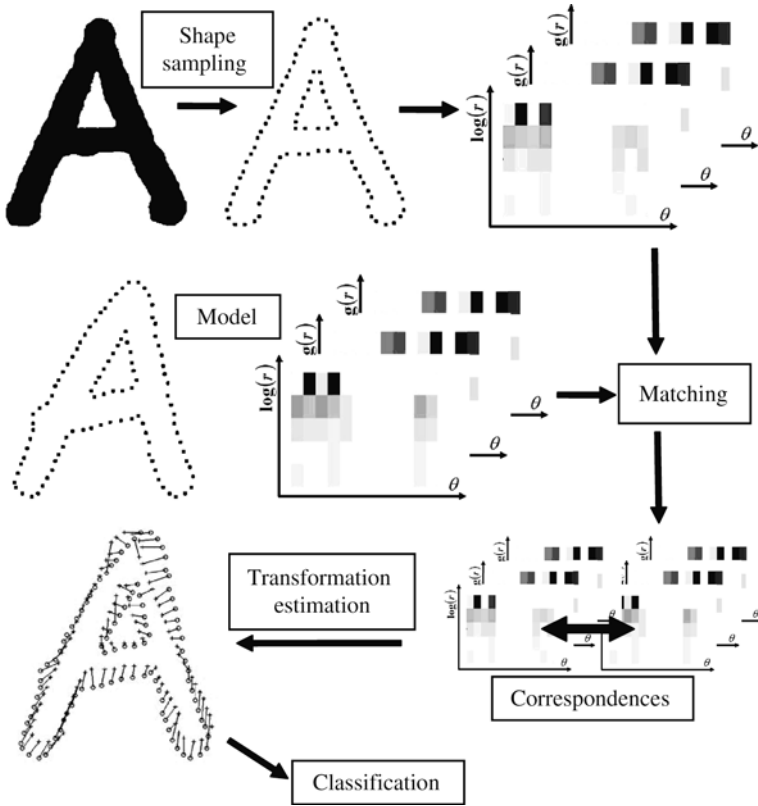 Shape
sampling
g(r)
g(r)
log(r)
θ
θ
θ
Model
g(r)
g(r)
log(r)
θ
θ
θ
Matching
Transformation
estimation
g(r)
g(r)
log(r)
θ
θ
θ
g(r)
θ
θ
θ
Correspondences
Classification